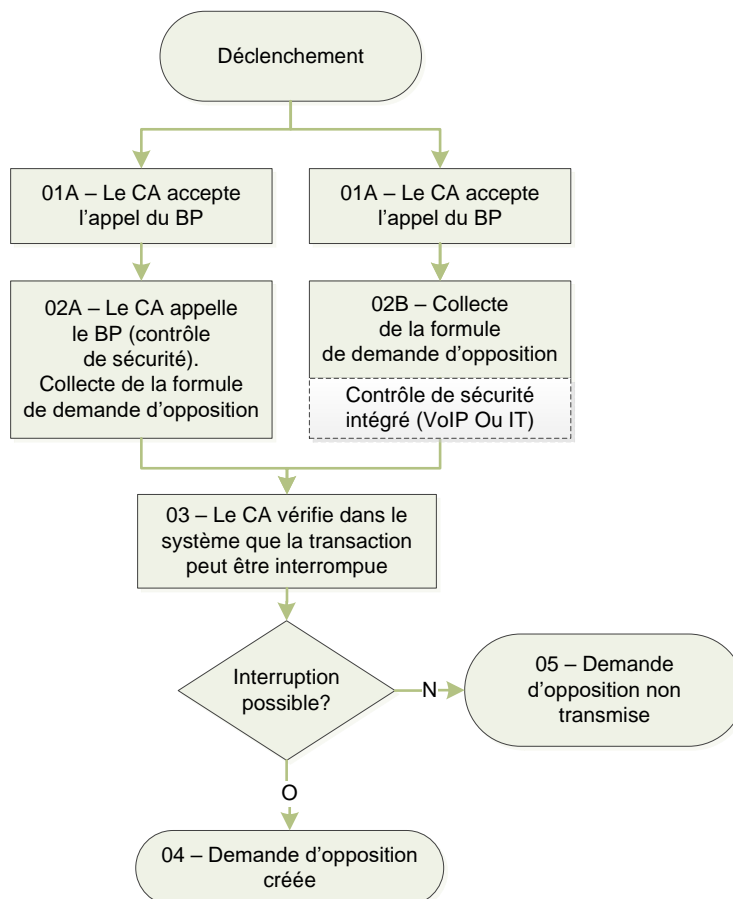 Déclenchement
01A – Le CA accepte
l'appel du BP
01A – Le CA accepte
l'appel du BP
02A – Le CA appelle
le BP (contrôle
de sécurité).
Collecte de la formule
de demande d'opposition
02B – Collecte
de la formule
de demande d'opposition
Contrôle de sécurité
intégré (VoIP Ou IT)
03 – Le CA vérifie dans le
système que la transaction
peut être interrompue
Interruption
possible?
N
05 – Demande
d'opposition non
transmise
O
04 – Demande d'opposition
créée